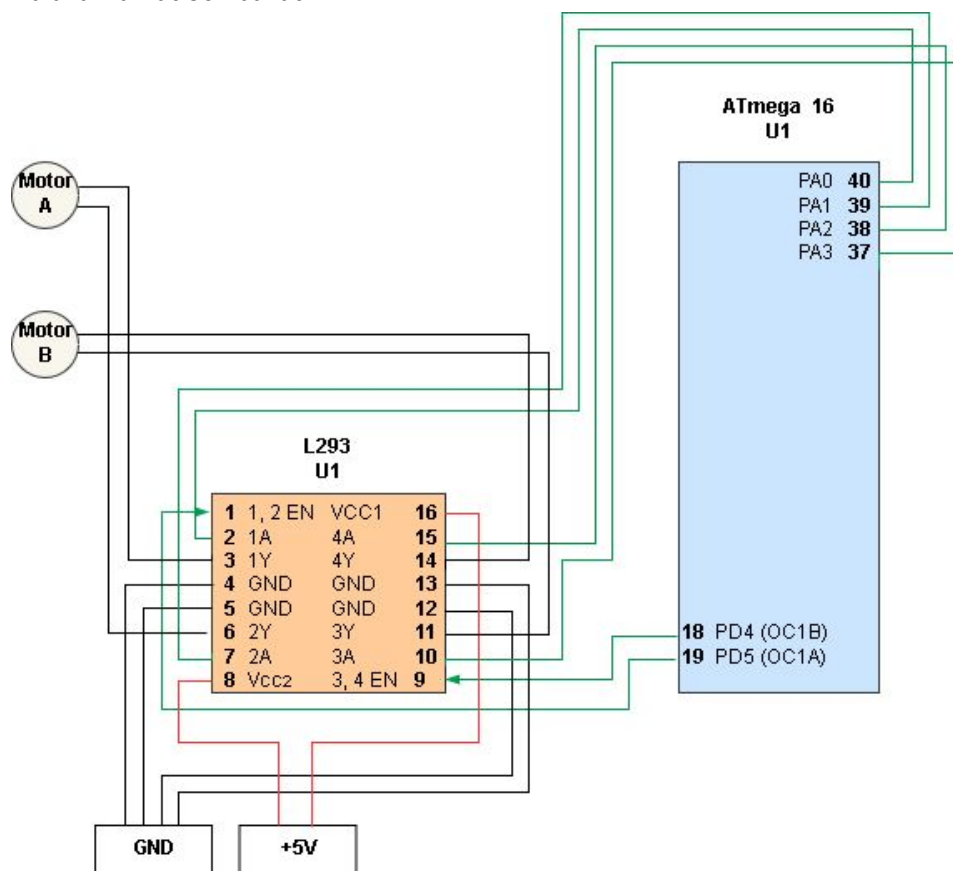 ATmega 16
U1
Motor
A
PA0 40
PA1 39
PA2 38
PA3 37
Motor
B
L293
U1
1 1, 2 EN VCC1 16
2 1A 4A 15
3 1Y 4Y 14
4 GND GND 13
5 GND GND 12
6 2Y 3Y 11
7 2A 3A 10
8 Vcc2 3, 4 EN 9
18 PD4 (OC1B)
19 PD5 (OC1A)
GND
+5V